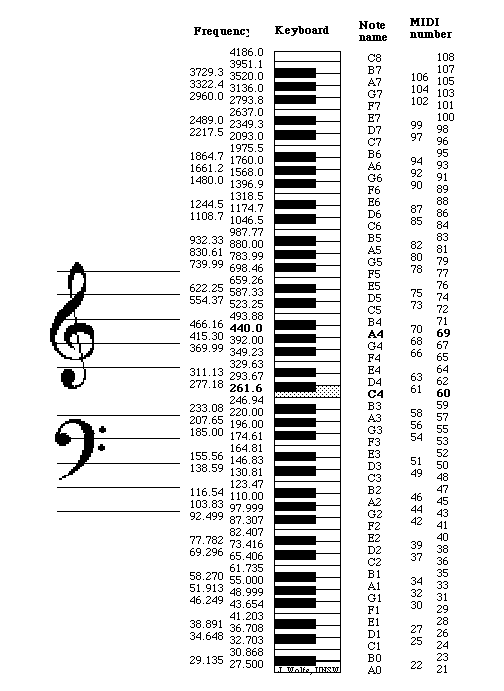 Frequency Keyboard Note name MIDI number
4186.0 C8 108
3951.1 B7 107
3729.3 106
3520.0 A7 105
3322.4 104
3136.0 G7 103
2960.0 102
2793.8 F7 101
2637.0 E7 100
2489.0 99
2349.3 D7 98
2217.5 97
2093.0 C7 96
1975.5 B6 95
1864.7 94
1760.0 A6 93
1661.2 92
1568.0 G6 91
1480.0 90
1396.9 F6 89
1318.5 E6 88
1244.5 87
1174.7 D6 86
1108.7 85
1046.5 C6 84
987.77 B5 83
932.33 82
880.00 A5 81
830.61 80
783.99 G5 79
739.99 78
698.46 F5 77
659.26 E5 76
622.25 75
587.33 D5 74
554.37 73
523.25 C5 72
493.88 B4 71
466.16 70
440.0 A4 69
415.30 68
392.00 G4 67
369.99 66
349.23 F4 65
329.63 E4 64
311.13 63
293.67 D4 62
277.18 61
261.6 C4 60
246.94 B3 59
233.08 58
220.00 A3 57
207.65 56
196.00 G3 55
185.00 54
174.61 F3 53
164.81 E3 52
155.56 51
146.83 D3 50
138.59 49
130.81 C3 48
123.47 B2 47
116.54 46
110.00 A2 45
103.83 44
97.999 G2 43
92.499 42
87.307 F2 41
82.407 E2 40
77.782 39
73.416 D2 38
69.296 37
65.406 C2 36
61.735 B1 35
58.270 34
55.000 A1 33
51.913 32
48.999 G1 31
46.249 30
43.654 F1 29
41.203 E1 28
38.891 27
36.708 D1 26
34.648 25
32.703 C1 24
30.868 B0 23
29.135 22
27.500 J. Wolfe, UNSW A0 21